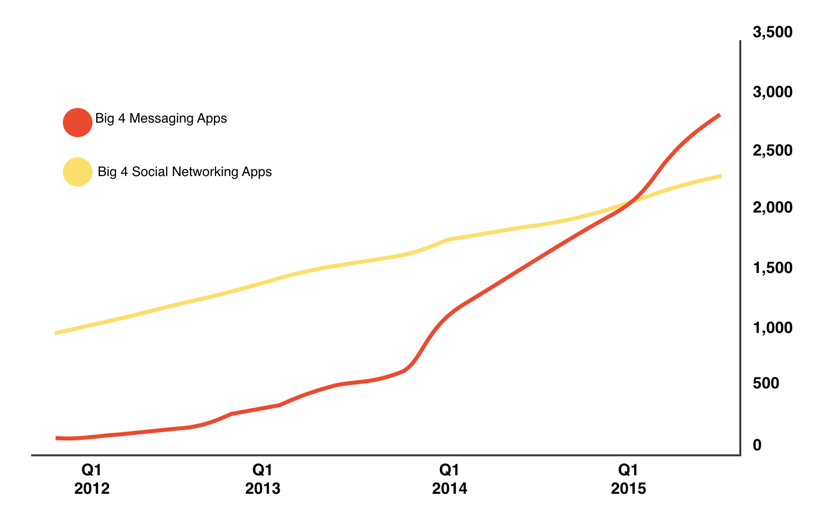 3,500
3,000
Big 4 Messaging Apps
2,500
Big 4 Social Networking Apps
2,000
1,500
1,000
500
0
Q1 Q1 Q1 Q1
2012 2013 2014 2015